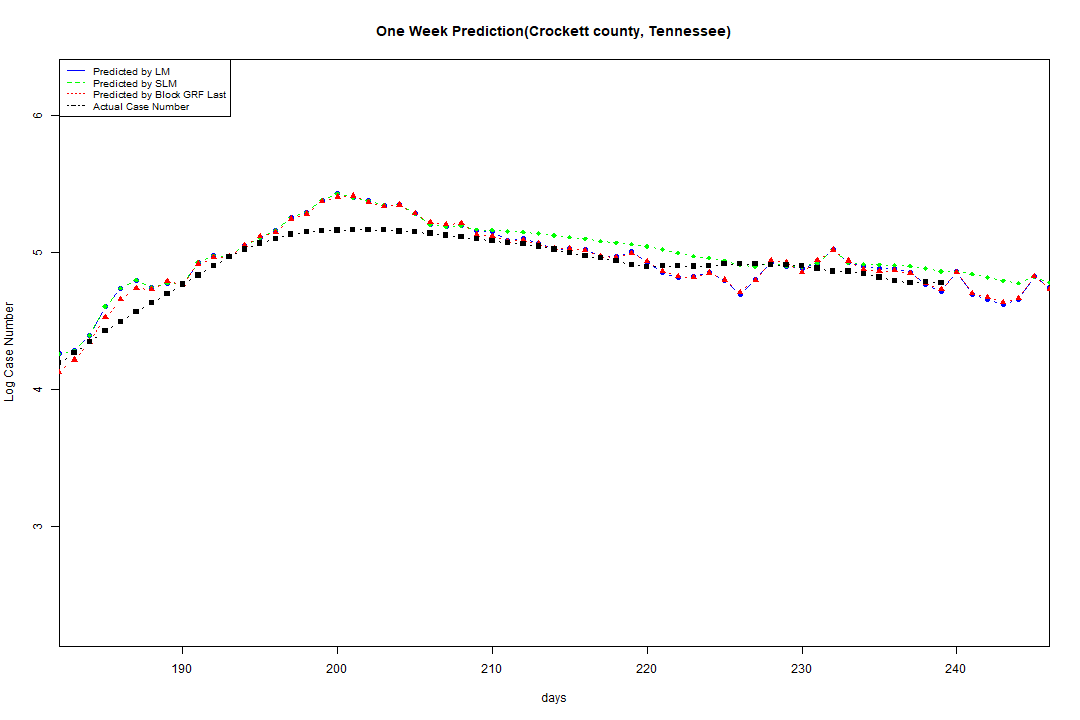 One Week Prediction(Crockett county, Tennessee)
Predicted by LM
Predicted by SLM
Predicted by Block GRF Last
Actual Case Number
6
5
4
3
Log Case Number
190 200 210 220 230 240
days